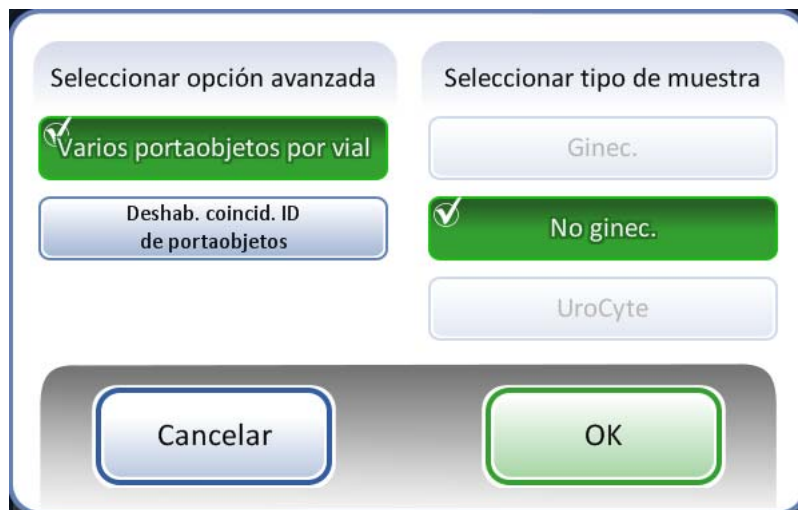 Seleccionar opción avanzada
Varios portaobjetos por vial
Deshab. coincid. ID
de portaobjetos
Seleccionar tipo de muestra
Ginec.
No ginec.
UroCyte
Cancelar
OK